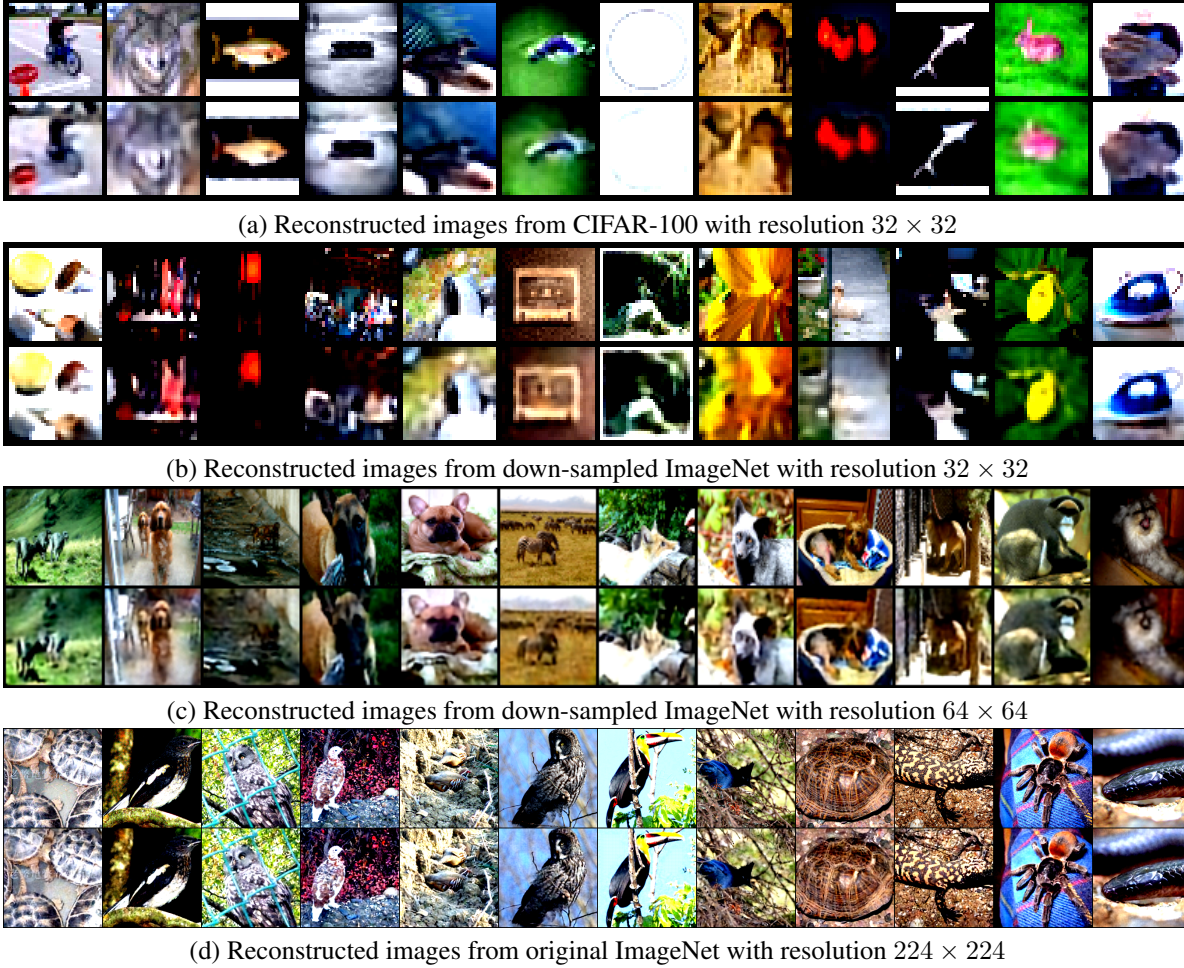 (a) Reconstructed images from CIFAR-100 with resolution 32 × 32
(b) Reconstructed images from down-sampled ImageNet with resolution 32 × 32
(c) Reconstructed images from down-sampled ImageNet with resolution 64 × 64
(d) Reconstructed images from original ImageNet with resolution 224 × 224